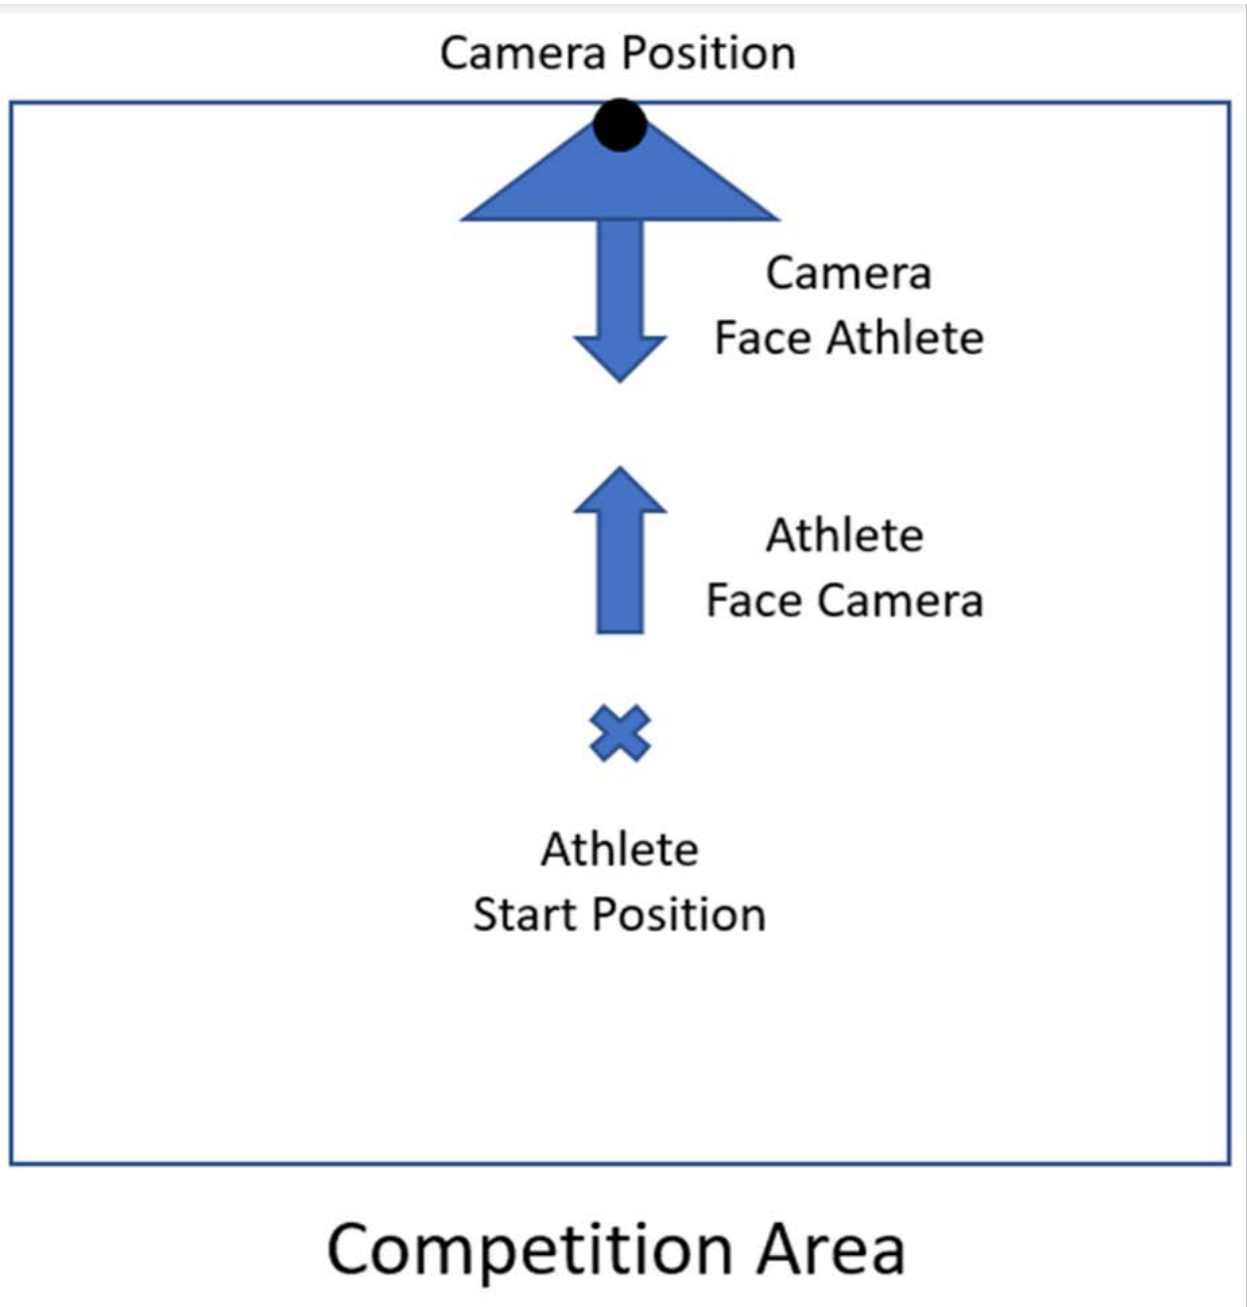 Camera Position
Camera
Face Athlete
Athlete
Face Camera
Athlete
Start Position
Competition Area